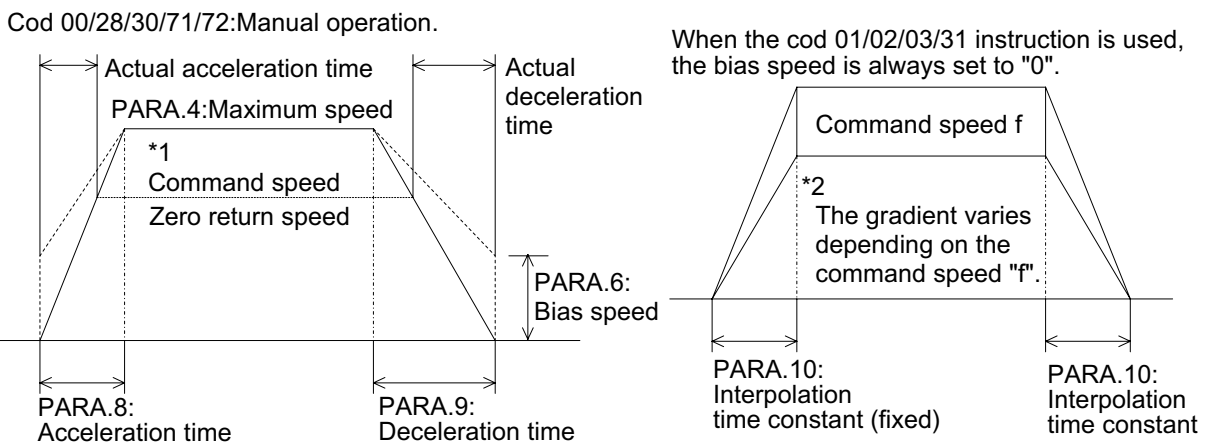 Cod 00/28/30/71/72:Manual operation.
Actual acceleration time
Actual
deceleration
time
PARA.4:Maximum speed
*1
Command speed
Zero return speed
PARA.6:
Bias speed
PARA.8:
Acceleration time
PARA.9:
Deceleration time
When the cod 01/02/03/31 instruction is used,
the bias speed is always set to "0".
Command speed f
*2
The gradient varies
depending on the
command speed "f".
PARA.10:
Interpolation
time constant (fixed)
PARA.10:
Interpolation
time constant